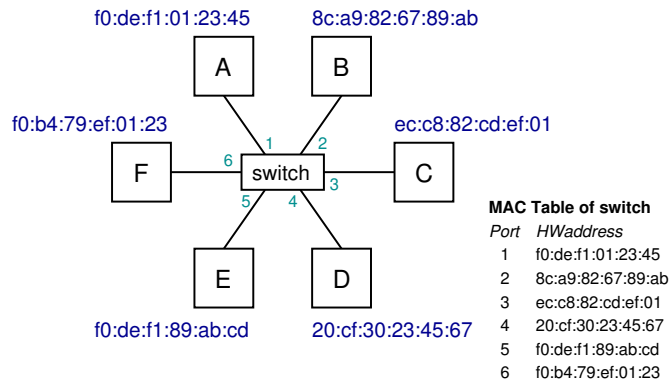 f0:de:f1:01:23:45
8c:a9:82:67:89:ab
A
B
f0:b4:79:ef:01:23
ec:c8:82:cd:ef:01
1
2
F
6
switch
3
C
5
4
E
D
f0:de:f1:89:ab:cd
20:cf:30:23:45:67
MAC Table of switch
Port HWaddress
1 f0:de:f1:01:23:45
2 8c:a9:82:67:89:ab
3 ec:c8:82:cd:ef:01
4 20:cf:30:23:45:67
5 f0:de:f1:89:ab:cd
6 f0:b4:79:ef:01:23